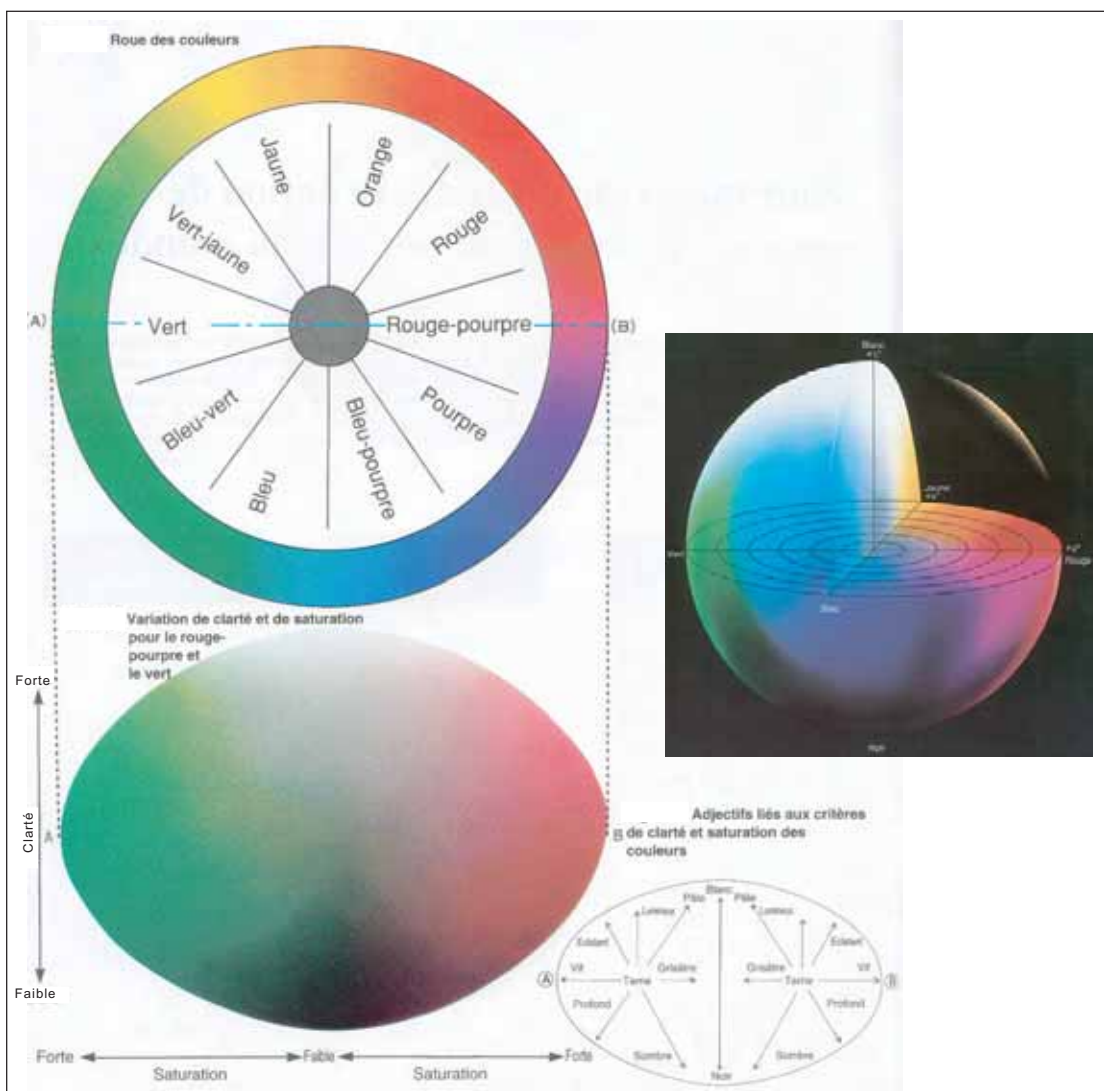 Roue des couleurs
Jaune
Orange
Vert-jaune
Rouge
(A)
Vert
Rouge-pourpre
(B)
Bleu-vert
Pourpre
Bleu
Bleu-pourpre
Blanc
Jaune
Vert
Rouge
Bleu
Noir
Variation de clarté et de saturation
pour le rouge-
pourpre et
le vert
Forte
Clarté
Faible
A
B
Forte
Saturation
Faible
Saturation
Forte
Adjectifs liés aux critères
de clarté et saturation des
couleurs
Blanc
Pâle
Pâle
Eclatant
Eclatant
Vif
Grisâtre
Grisâtre
Vif
A
Terne
Terne
B
Profond
Profond
Sombre
Sombre
Noir